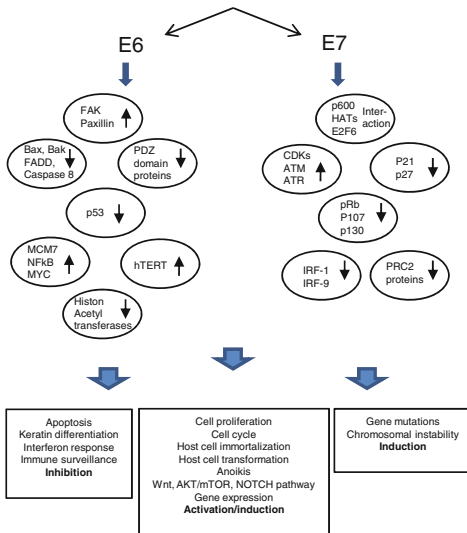 E6
E7
FAK
Paxillin
Bax, Bak
FADD,
Caspase 8
PDZ
domain
proteins
p53
MCM7
NFkB
MYC
hTERT
Histon
Acetyl
transferases
p600
HATs
E2F6
Inter-
action
CDKs
ATM
ATR
P21
p27
pRb
P107
p130
IRF-1
IRF-9
PRC2
proteins
Apoptosis
Keratin differentiation
Interferon response
Immune surveillance
Inhibition
Cell proliferation
Cell cycle
Host cell immortalization
Host cell transformation
Anoikis
Wnt, AKT/mTOR, NOTCH pathway
Gene expression
Activation/induction
Gene mutations
Chromosomal instability
Induction